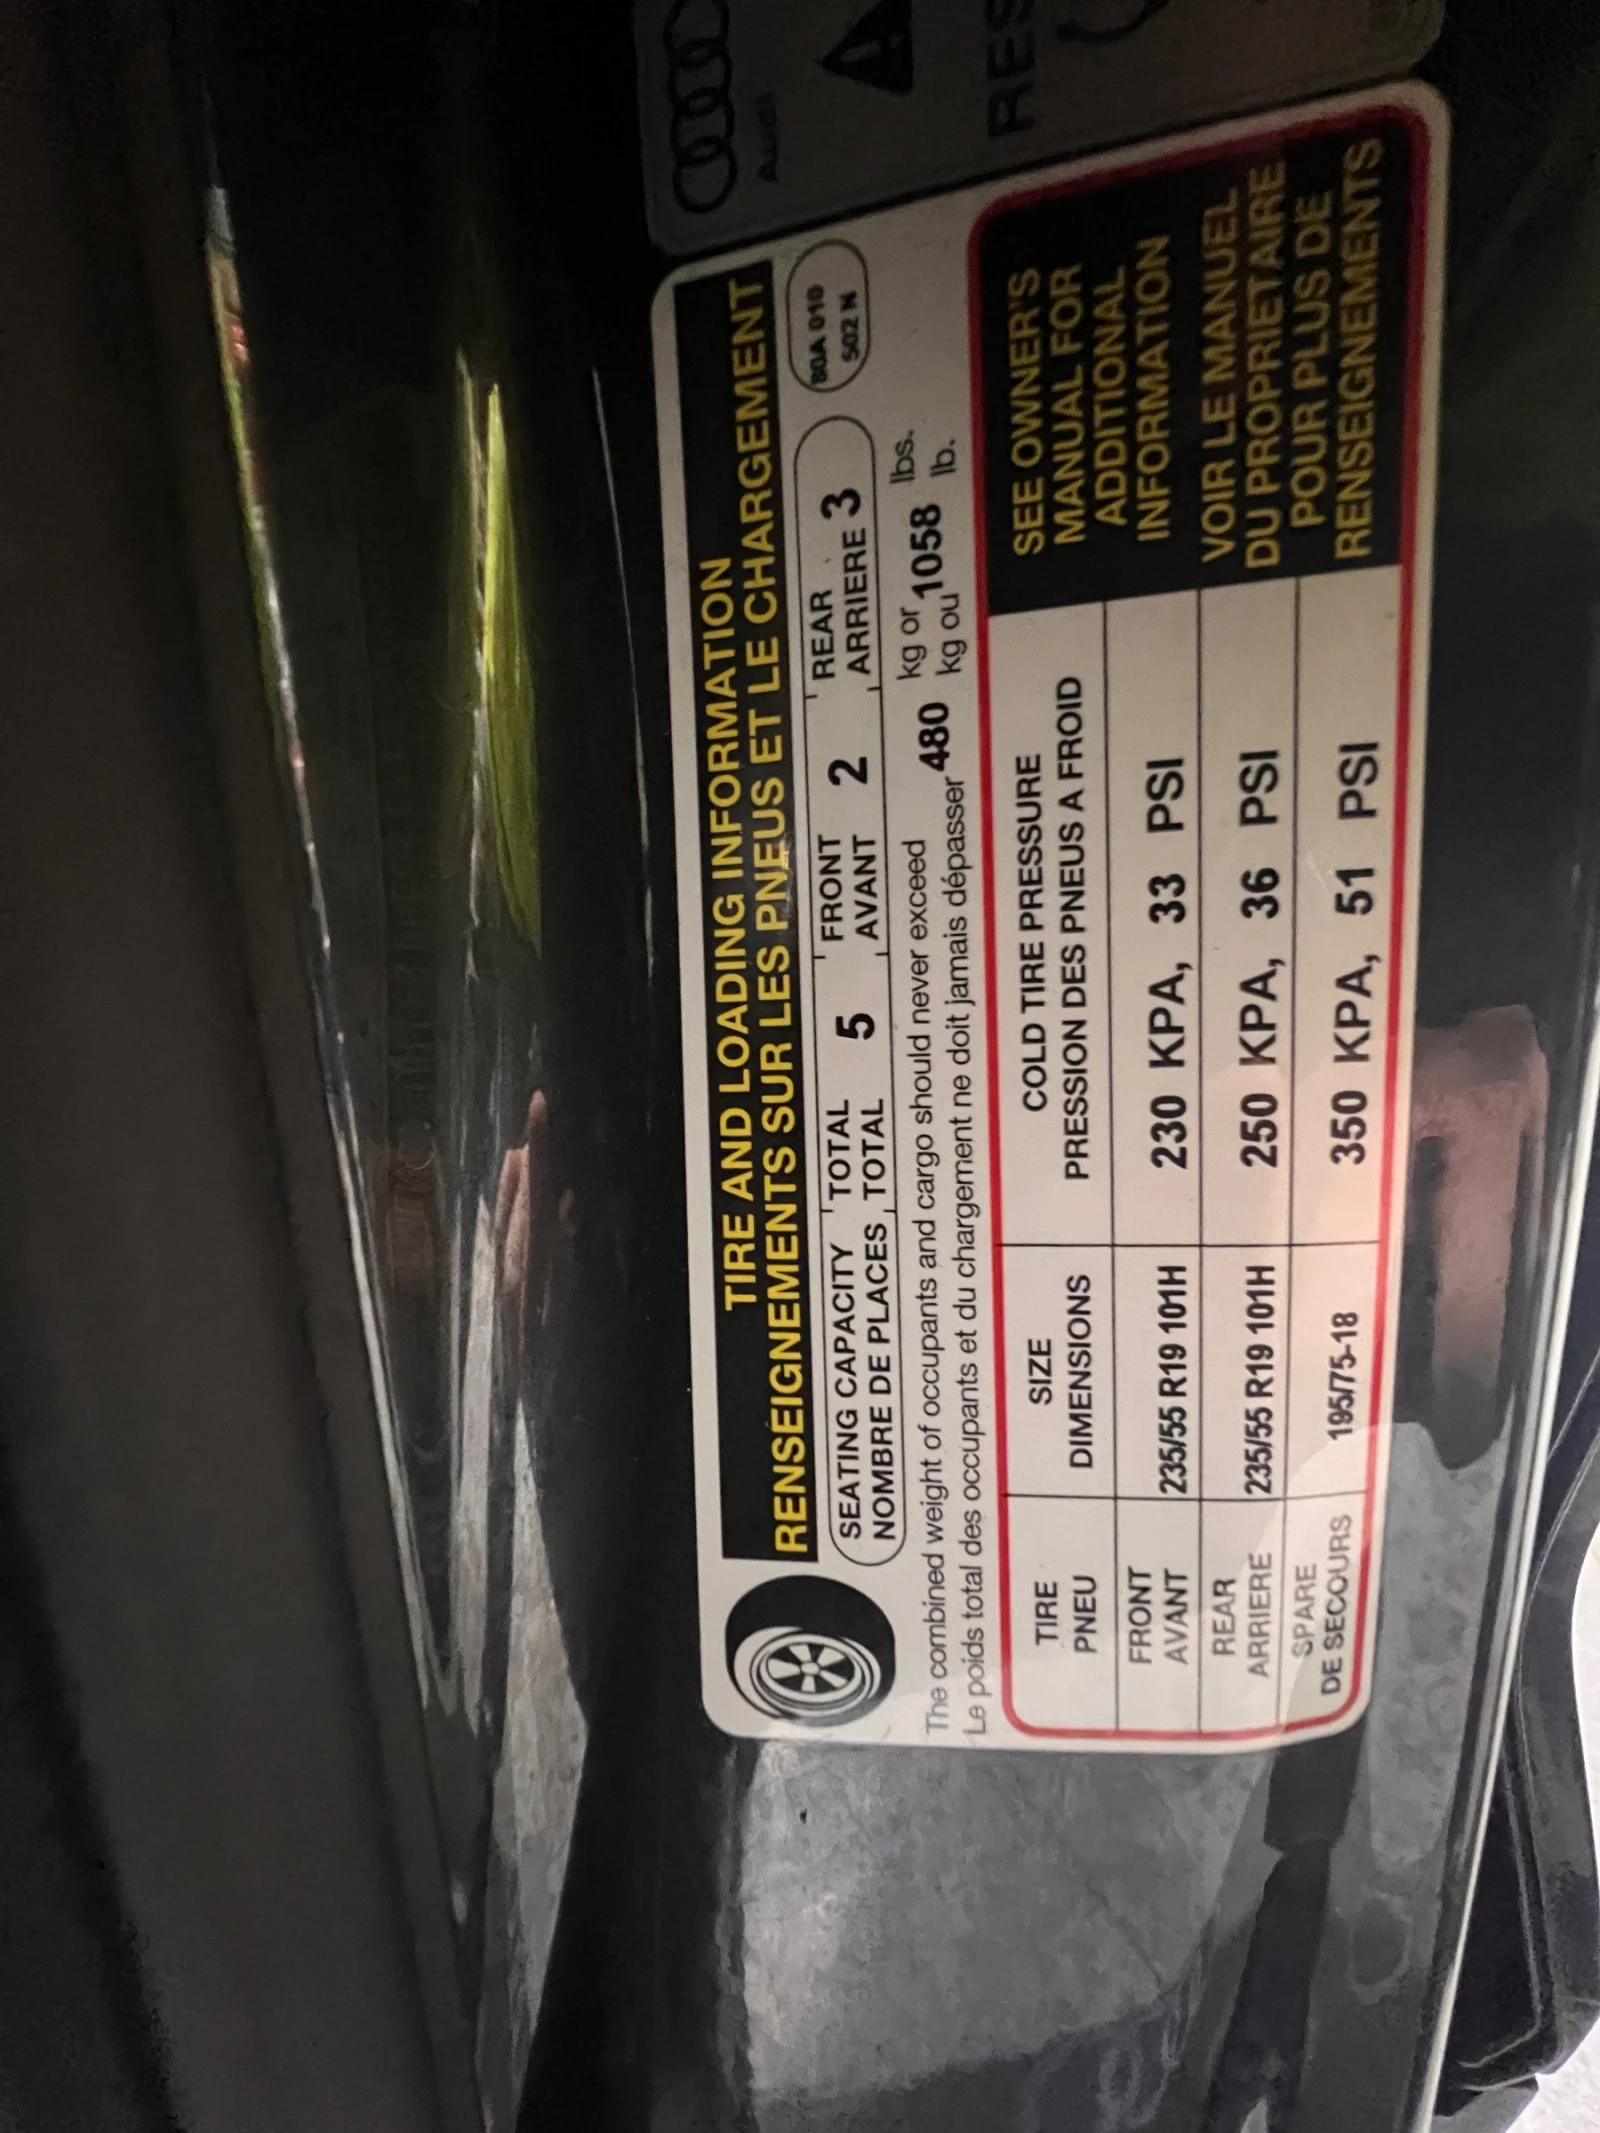 Audi
RES
TIRE AND LOADING INFORMATION
RENSEIGNEMENTS SUR LES PNEUS ET LE CHARGEMENT
SEATING CAPACITY TOTAL 5 FRONT 2 REAR 3
NOMBRE DE PLACES TOTAL AVANT ARRIERE
80A 010
502 N
The combined weight of occupants and cargo should never exceed 480 kg or 1058 lbs.
Le poids total des occupants et du chargement ne doit jamais dépasser kg ou lb.
TIRE SIZE COLD TIRE PRESSURE
PNEU DIMENSIONS PRESSION DES PNEUS A FROID
FRONT
AVANT 235/55 R19 101H 230 KPA, 33 PSI
REAR
ARRIERE 235/55 R19 101H 250 KPA, 36 PSI
SPARE
DE SECOURS 195/75-18 350 KPA, 51 PSI
SEE OWNER'S
MANUAL FOR
ADDITIONAL
INFORMATION
VOIR LE MANUEL
DU PROPRIETAIRE
POUR PLUS DE
RENSEIGNEMENTS